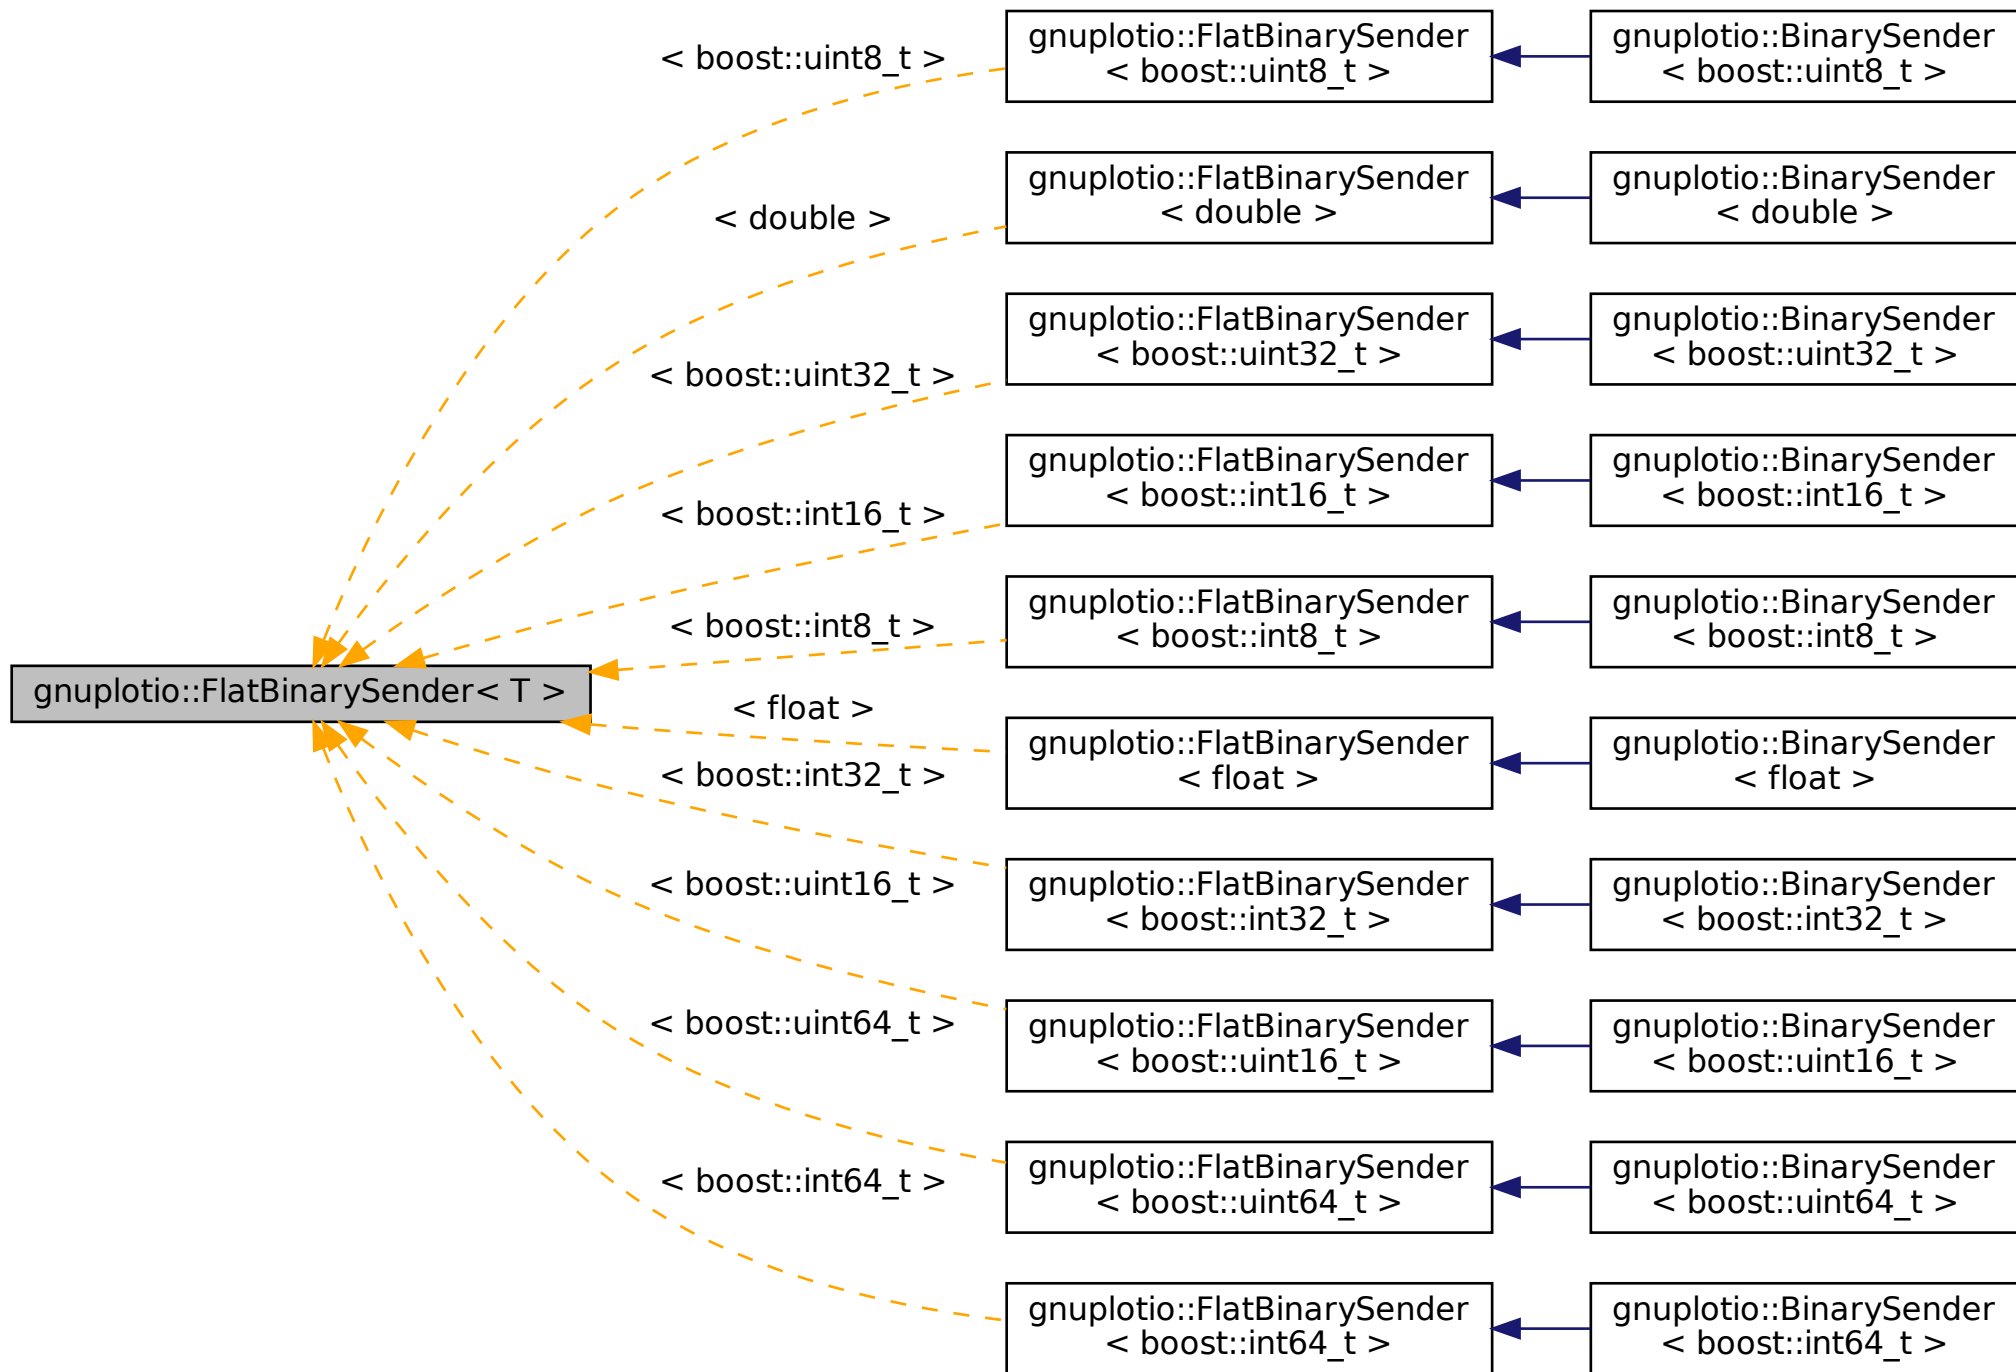 < boost::uint8_t >
gnuplotio::FlatBinarySender
< boost::uint8_t >
gnuplotio::BinarySender
< boost::uint8_t >
< double >
gnuplotio::FlatBinarySender
< double >
gnuplotio::BinarySender
< double >
< boost::uint32_t >
gnuplotio::FlatBinarySender
< boost::uint32_t >
gnuplotio::BinarySender
< boost::uint32_t >
< boost::int16_t >
gnuplotio::FlatBinarySender
< boost::int16_t >
gnuplotio::BinarySender
< boost::int16_t >
< boost::int8_t >
gnuplotio::FlatBinarySender
< boost::int8_t >
gnuplotio::BinarySender
< boost::int8_t >
gnuplotio::FlatBinarySender< T >
< float >
gnuplotio::FlatBinarySender
< float >
gnuplotio::BinarySender
< float >
< boost::int32_t >
gnuplotio::FlatBinarySender
< boost::int32_t >
gnuplotio::BinarySender
< boost::int32_t >
< boost::uint16_t >
gnuplotio::FlatBinarySender
< boost::uint16_t >
gnuplotio::BinarySender
< boost::uint16_t >
< boost::uint64_t >
gnuplotio::FlatBinarySender
< boost::uint64_t >
gnuplotio::BinarySender
< boost::uint64_t >
< boost::int64_t >
gnuplotio::FlatBinarySender
< boost::int64_t >
gnuplotio::BinarySender
< boost::int64_t >